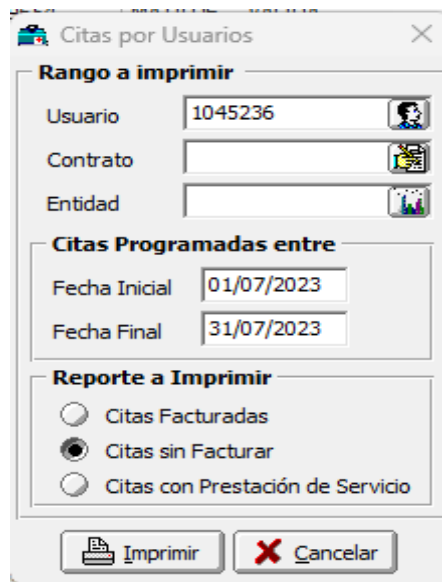 Citas por Usuarios
Rango a imprimir
Usuario 1045236
Contrato
Entidad
Citas Programadas entre
Fecha Inicial 01/07/2023
Fecha Final 31/07/2023
Reporte a Imprimir
Citas Facturadas
Citas sin Facturar
Citas con Prestación de Servicio
Imprimir Cancelar